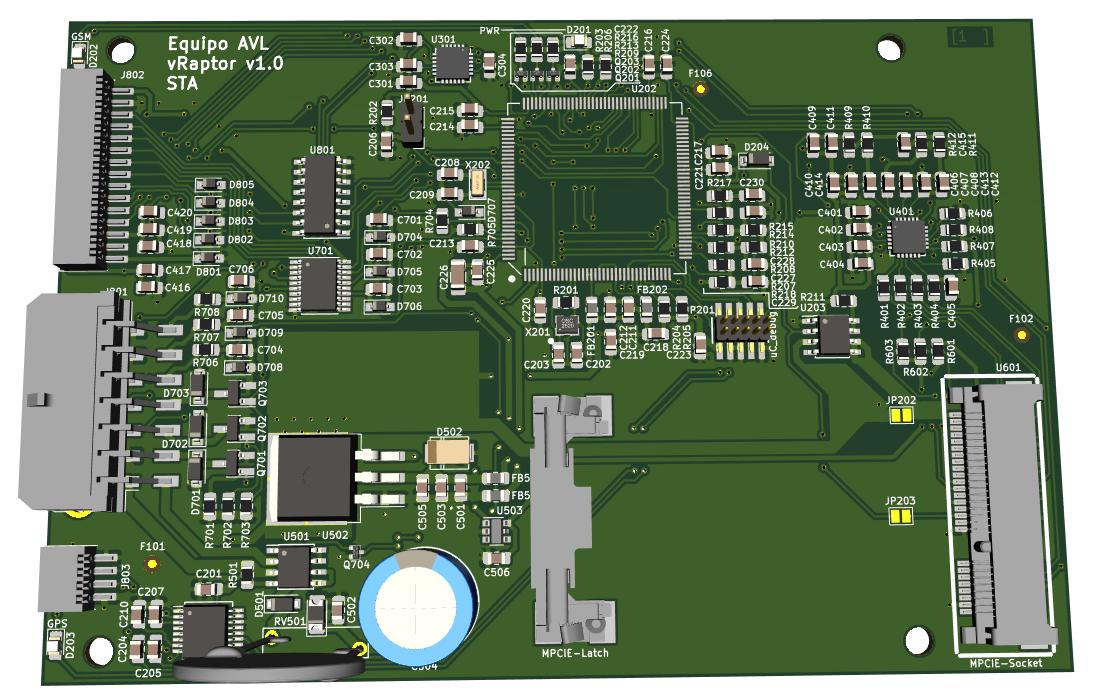 Equipo AVL
vRaptor v1.0
STA
GSM
D202
J802
C302
U301
C303
C304
C301
R202
C215
C214
C206
PWR
D201
R203
R206
C222
R216
R213
R209
Q203
Q202
Q201
C216
C224
U202
F106
[1 ]
U801
C208
X202
C209
R704
D707
R705
C213
C226
C225
D805
D804
D803
D802
D801
C420
C419
C418
C417
C416
C701
D704
C702
D705
C703
D706
U701
C217
C221
D204
R217
C230
R215
R214
R210
R212
C228
R208
C227
R207
R218
C229
C409
C411
R409
R410
R412
C415
R411
C410
C414
C406
C407
C408
C413
C412
C401
C402
C403
C404
U401
R406
R408
R407
R405
R401
R402
R403
R404
C405
J801
C706
D710
C705
D709
C704
D708
R708
R707
R706
D703
D702
D701
Q703
Q702
Q701
R701
R702
R703
C220
R201
X201
OSC
2520
C203
C202
FB201
C212
C211
C219
FB202
C218
R204
R205
C223
P201
uC_debug
R211
U203
R603
R602
R601
F102
U601
JP202
JP203
D502
C505
C503
C501
FB5
FB5
U503
C506
U502
U501
Q704
F101
J803
GPS
D203
C207
C210
C204
C205
C201
R501
D501
RV501
C502
MPCIE-Latch
MPCIE-Socket